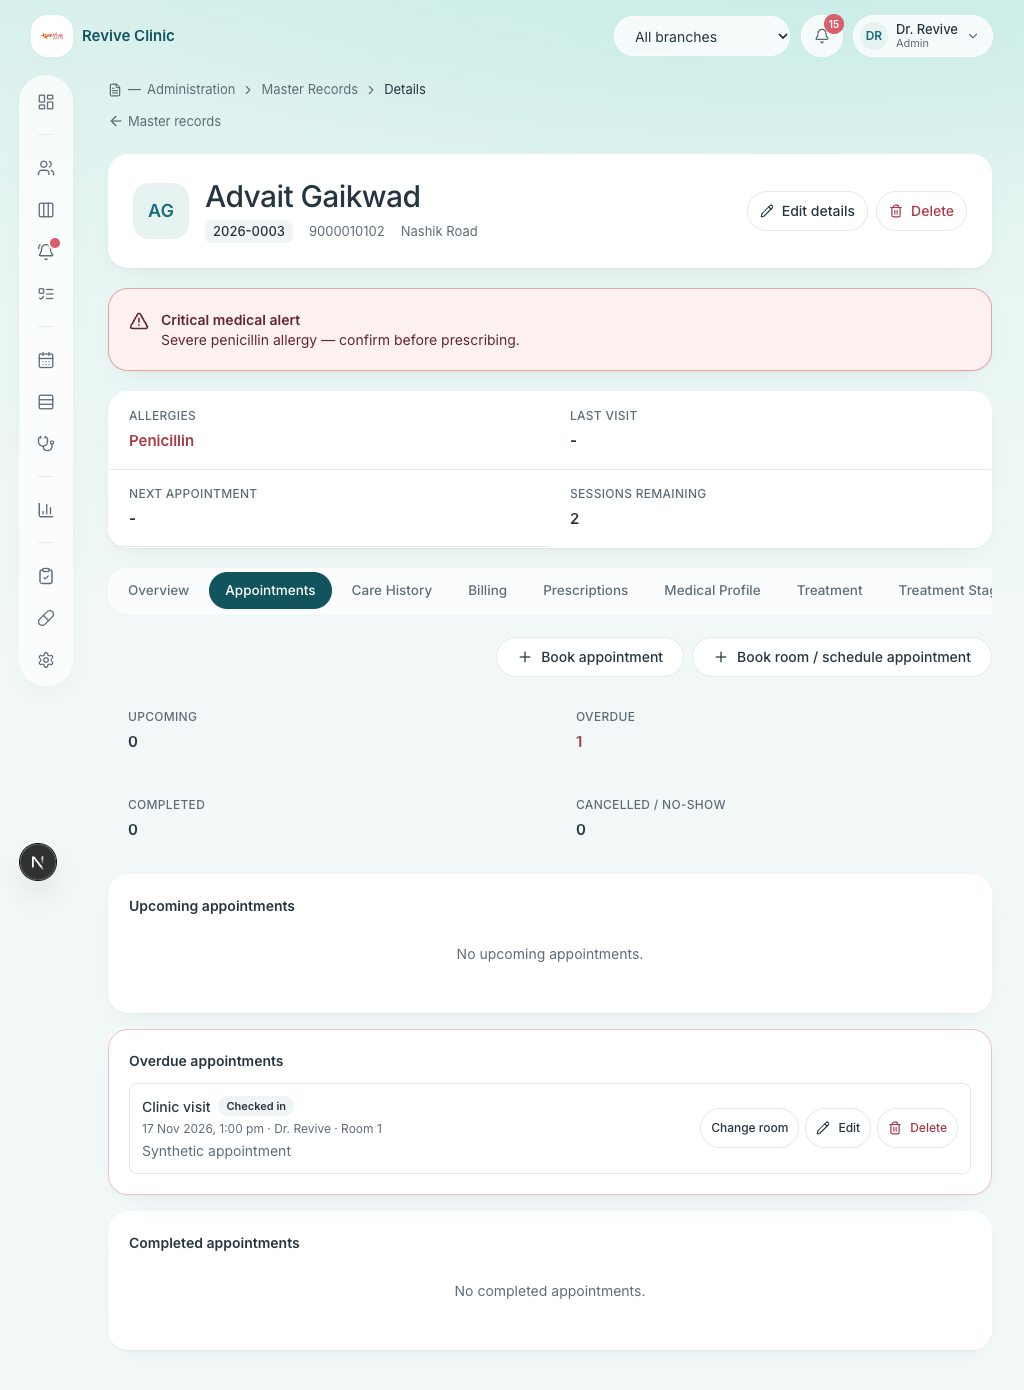 Revive Clinic
All branches
15
DR
Dr. Revive
Admin
— Administration > Master Records > Details
← Master records
AG
Advait Gaikwad
2026-0003 9000010102 Nashik Road
Edit details
Delete
Critical medical alert
Severe penicillin allergy — confirm before prescribing.
ALLERGIES
Penicillin
LAST VISIT
-
NEXT APPOINTMENT
-
SESSIONS REMAINING
2
Overview Appointments Care History Billing Prescriptions Medical Profile Treatment Treatment Stag
+ Book appointment
+ Book room / schedule appointment
UPCOMING
0
OVERDUE
1
COMPLETED
0
CANCELLED / NO-SHOW
0
N
Upcoming appointments
No upcoming appointments.
Overdue appointments
Clinic visit Checked in
17 Nov 2026, 1:00 pm · Dr. Revive · Room 1
Synthetic appointment
Change room
Edit
Delete
Completed appointments
No completed appointments.